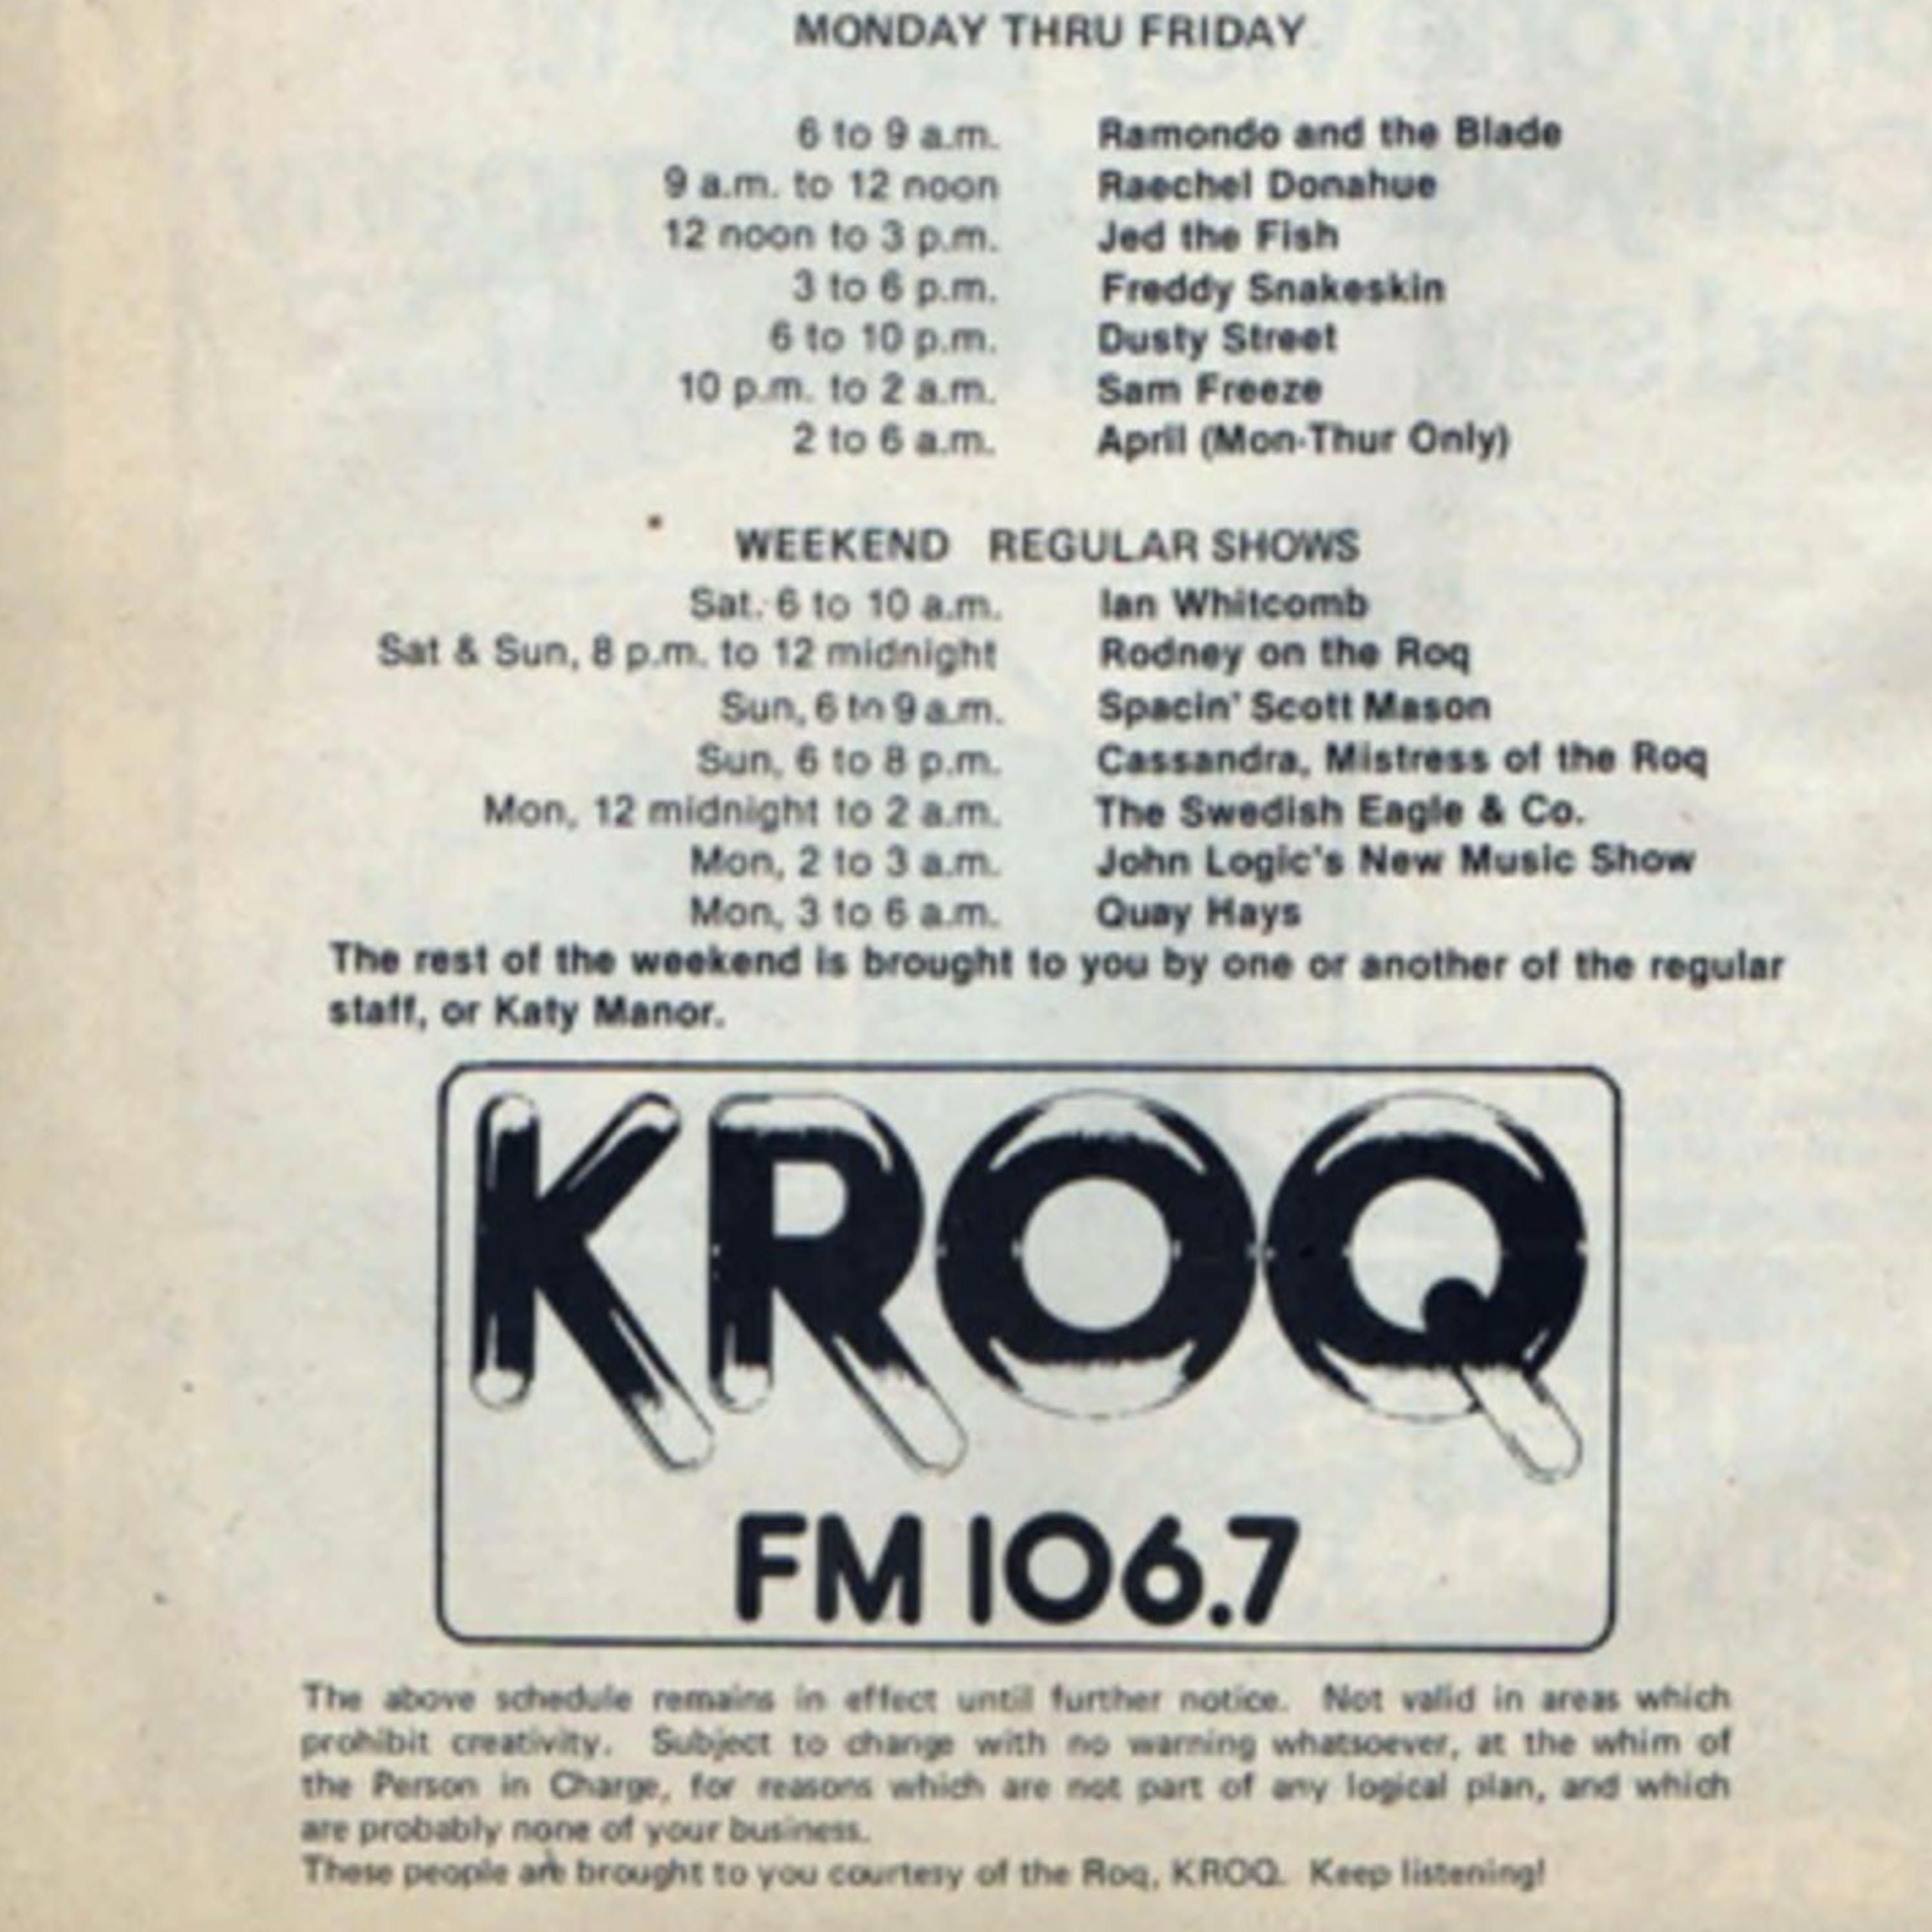 MONDAY THRU FRIDAY
6 to 9 a.m. Ramondo and the Blade
9 a.m. to 12 noon Raechel Donahue
12 noon to 3 p.m. Jed the Fish
3 to 6 p.m. Freddy Snakeskin
6 to 10 p.m. Dusty Street
10 p.m. to 2 a.m. Sam Freeze
2 to 6 a.m. April (Mon-Thur Only)
WEEKEND REGULAR SHOWS
Sat. 6 to 10 a.m. Ian Whitcomb
Sat & Sun, 8 p.m. to 12 midnight Rodney on the Roq
Sun, 6 to 9 a.m. Spacin' Scott Mason
Sun, 6 to 8 p.m. Cassandra, Mistress of the Roq
Mon, 12 midnight to 2 a.m. The Swedish Eagle & Co.
Mon, 2 to 3 a.m. John Logic's New Music Show
Mon, 3 to 6 a.m. Quay Hays
The rest of the weekend is brought to you by one or another of the regular
staff, or Katy Manor.
KROQ
FM 106.7
The above schedule remains in effect until further notice. Not valid in areas which
prohibit creativity. Subject to change with no warning whatsoever, at the whim of
the Person in Charge, for reasons which are not part of any logical plan, and which
are probably none of your business.
These people are brought to you courtesy of the Roq, KROQ. Keep listening!